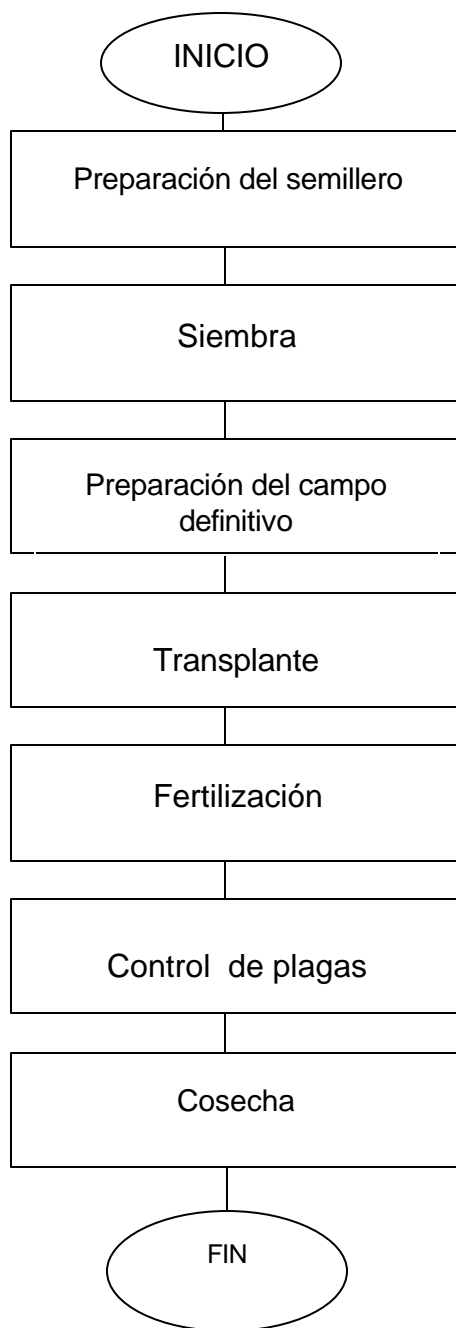 INICIO
Preparación del semillero
Siembra
Preparación del campo
definitivo
Transplante
Fertilización
Control  de plagas
Cosecha
FIN